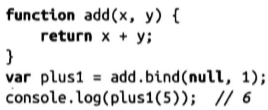 function add(x, y) {
    return x + y;
}
var plus1 = add.bind(null, 1);
console.log(plus1(5));  // 6